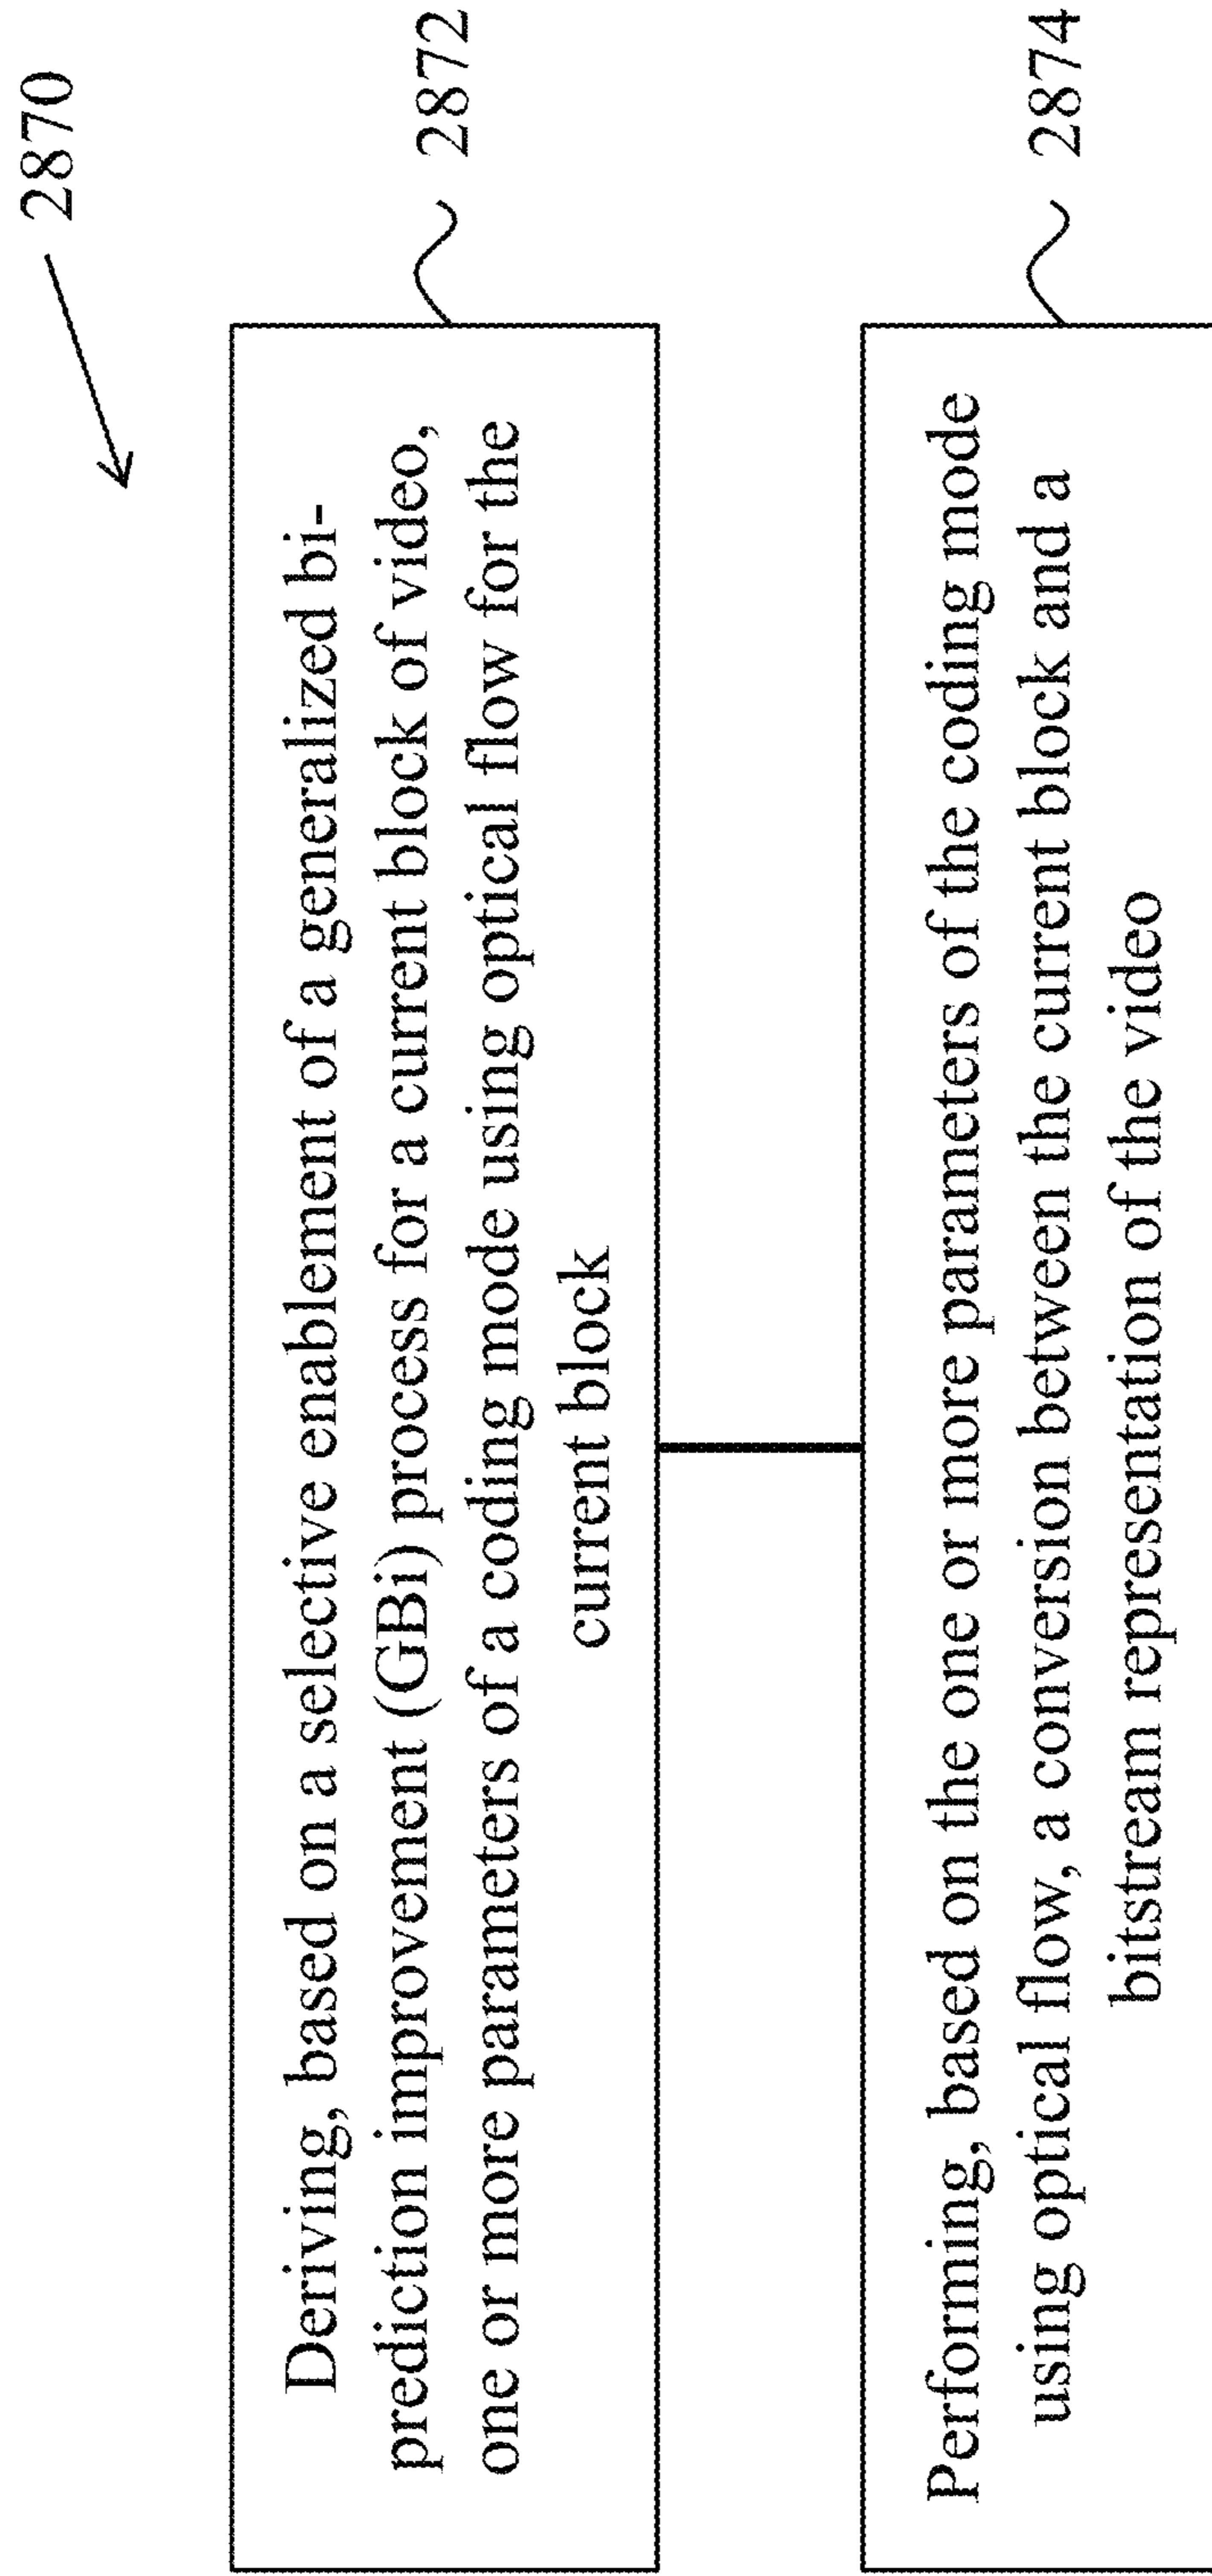 2870
Deriving, based on a selective enablement of a generalized bi-
prediction improvement (GBi) process for a current block of video,
one or more parameters of a coding mode using optical flow for the
current block
2872
Performing, based on the one or more parameters of the coding mode
using optical flow, a conversion between the current block and a
bitstream representation of the video
2874